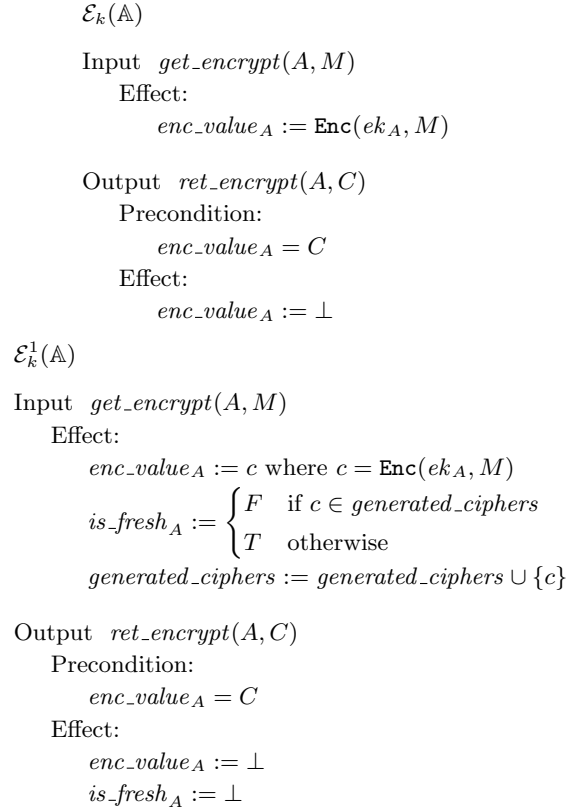 ℰ_k(𝔸)
Input get_encrypt(A, M)
Effect:
enc_value_A := Enc(ek_A, M)
Output ret_encrypt(A, C)
Precondition:
enc_value_A = C
Effect:
enc_value_A := ⊥
ℰ_k^1(𝔸)
Input get_encrypt(A, M)
Effect:
enc_value_A := c where c = Enc(ek_A, M)
is_fresh_A := { F if c ∈ generated_ciphers
T otherwise
generated_ciphers := generated_ciphers ∪ {c}
Output ret_encrypt(A, C)
Precondition:
enc_value_A = C
Effect:
enc_value_A := ⊥
is_fresh_A := ⊥